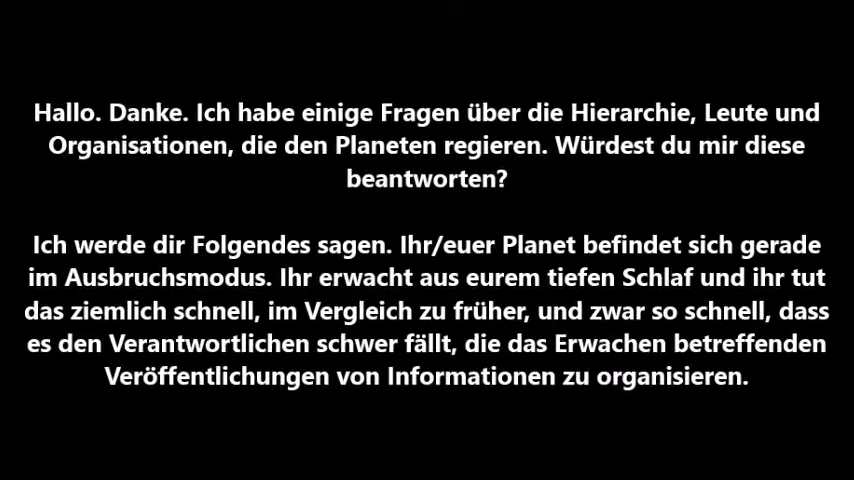 Hallo. Danke. Ich habe einige Fragen über die Hierarchie, Leute und
Organisationen, die den Planeten regieren. Würdest du mir diese
beantworten?
Ich werde dir Folgendes sagen. Ihr/euer Planet befindet sich gerade
im Ausbruchsmodus. Ihr erwacht aus eurem tiefen Schlaf und ihr tut
das ziemlich schnell, im Vergleich zu früher, und zwar so schnell, dass
es den Verantwortlichen schwer fällt, die das Erwachen betreffenden
Veröffentlichungen von Informationen zu organisieren.